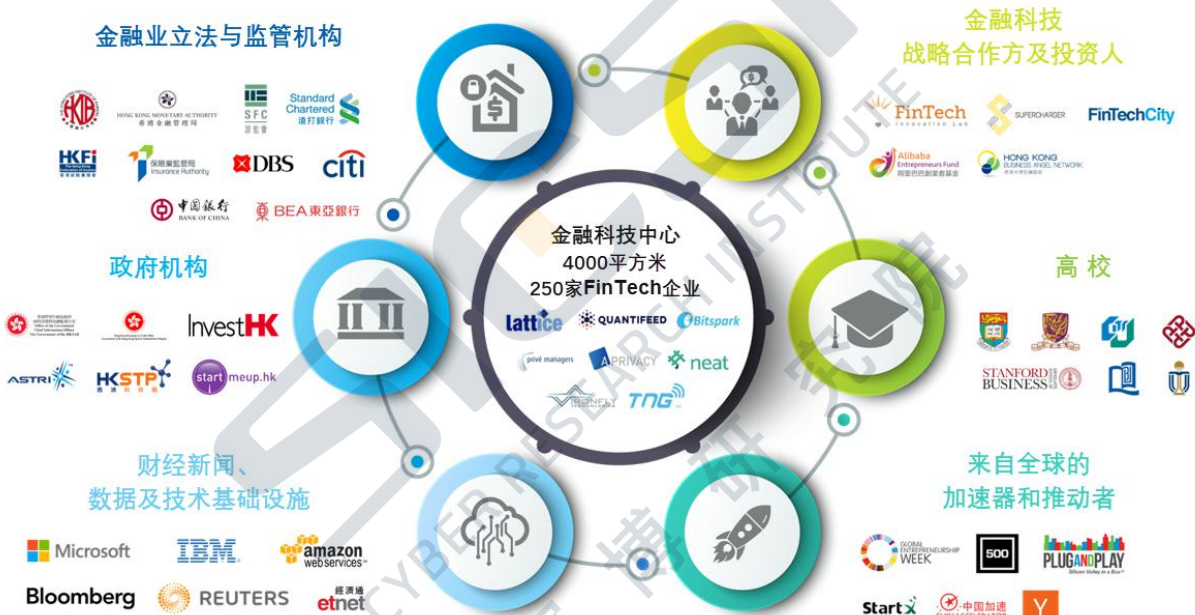 金融业立法与监管机构
HKIB
HONG KONG MONETARY AUTHORITY
香港金融管理局
SFC
證監會
Standard
Chartered
渣打銀行
HKFi
保險業監管局
Insurance Authority
DBS
citi
中国银行
BANK OF CHINA
BEA東亞銀行
金融科技
战略合作方及投资人
FinTech
Innovation Lab
SUPERCHARGER
FinTechCity
Alibaba
Entrepreneurs Fund
阿里巴巴創業者基金
HONG KONG
BUSINESS ANGEL NETWORK
政府机构
InvestHK
ASTRI
HKSTP
startmeup.hk
金融科技中心
4000平方米
250家FinTech企业
lattice
QUANTIFEED
Bitspark
privé managers
APRIVACY
neat
IRONFLY
TECHNOLOGIES
TNG
高校
STANFORD
BUSINESS
财经新闻、
数据及技术基础设施
Microsoft
IBM
amazon
webservices
Bloomberg
REUTERS
經濟通
etnet
来自全球的
加速器和推动者
GLOBAL
ENTREPRENEURSHIP
WEEK
500
PLUGANDPLAY
Silicon Valley in a Box
StartX
中国加速
Y
CYBER RESEARCH INSTITUTE
博研究院